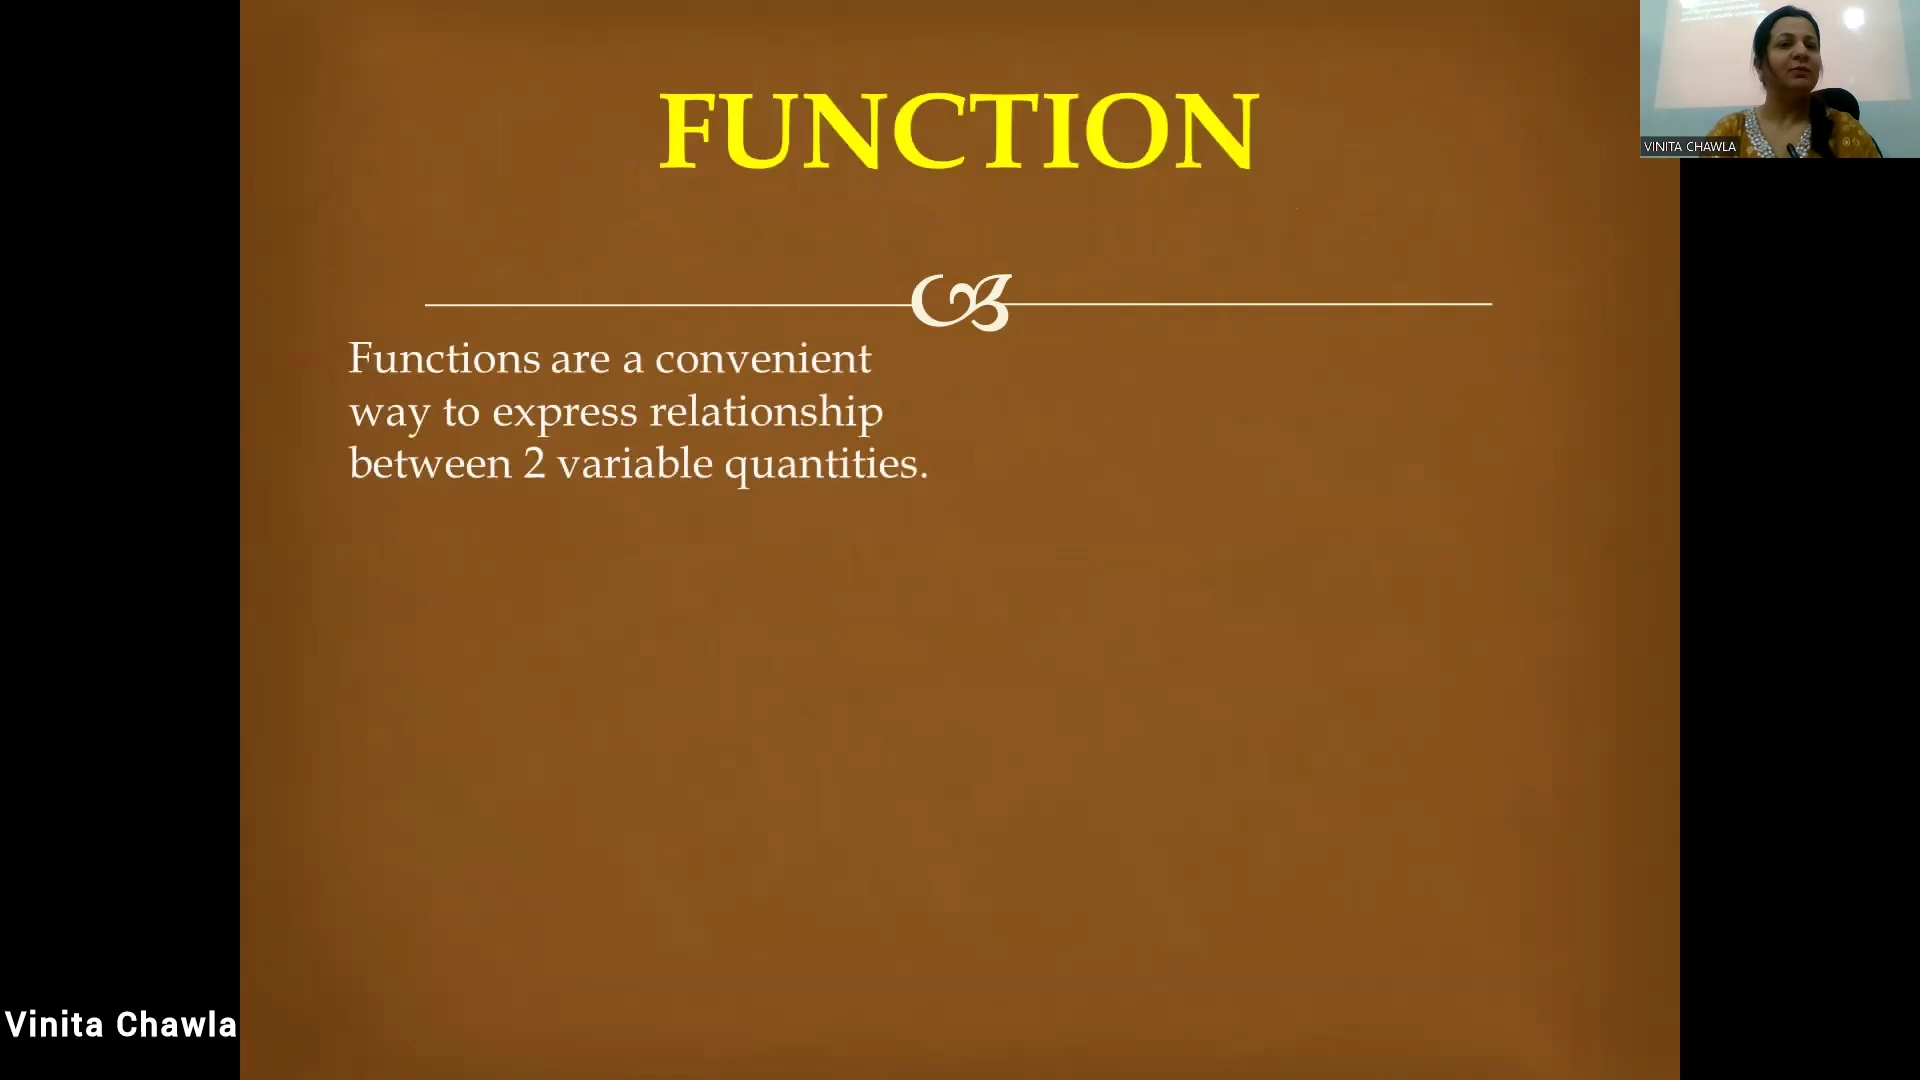 FUNCTION
VINITA CHAWLA
Functions are a convenient
way to express relationship
between 2 variable quantities.
Vinita Chawla